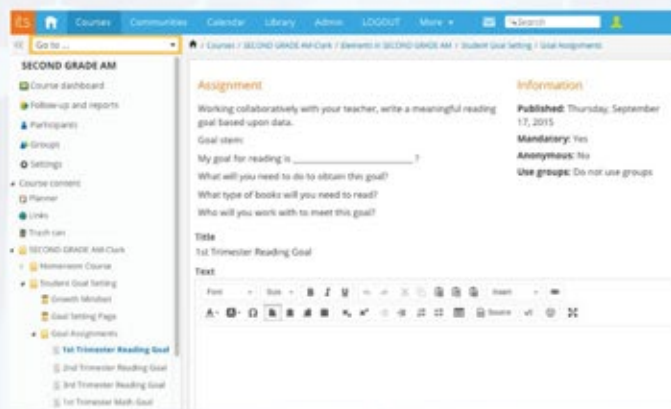 its Courses Communities Calendar Library Admin LOGOUT More Search
Go to ...
/ Courses / SECOND GRADE AM-Clark / Elements in SECOND GRADE AM / Student Goal Setting / Goal Assignments
SECOND GRADE AM
Course dashboard
Follow-up and reports
Participants
Groups
Settings
Course content
Planner
Links
Trash can
SECOND GRADE AM-Clark
Homeroom Course
Student Goal Setting
Growth Mindset
Goal Setting Page
Goal Assignments
1st Trimester Reading Goal
2nd Trimester Reading Goal
3rd Trimester Reading Goal
1st Trimester Math Goal
Assignment
Working collaboratively with your teacher, write a meaningful reading
goal based upon data.
Goal stem:
My goal for reading is ______________________________ ?
What will you need to do to obtain this goal?
What type of books will you need to read?
Who will you work with to meet this goal?
Title
1st Trimester Reading Goal
Text
Font Size B I U Insert
A A Ω Source
Information
Published: Thursday, September
17, 2015
Mandatory: Yes
Anonymous: No
Use groups: Do not use groups